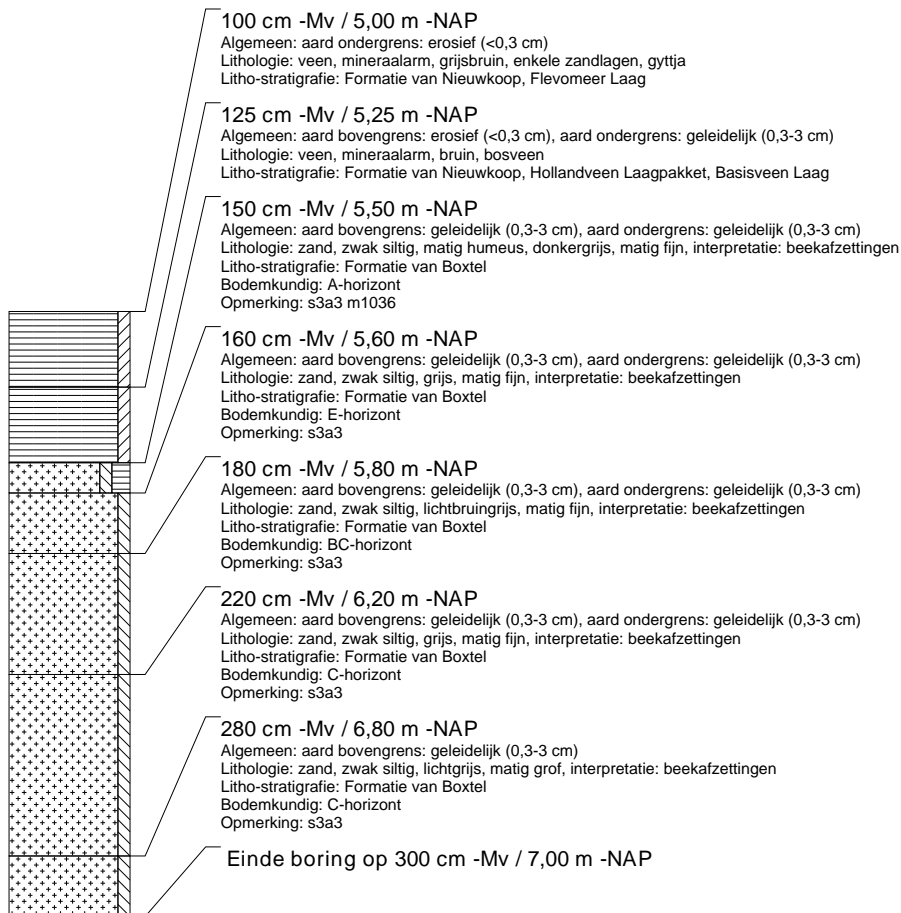 100 cm -Mv / 5,00 m -NAP
Algemeen: aard ondergrens: erosief (<0,3 cm)
Lithologie: veen, mineraalarm, grijsbruin, enkele zandlagen, gyttja
Litho-stratigrafie: Formatie van Nieuwkoop, Flevomeer Laag
125 cm -Mv / 5,25 m -NAP
Algemeen: aard bovengrens: erosief (<0,3 cm), aard ondergrens: geleidelijk (0,3-3 cm)
Lithologie: veen, mineraalarm, bruin, bosveen
Litho-stratigrafie: Formatie van Nieuwkoop, Hollandveen Laagpakket, Basisveen Laag
150 cm -Mv / 5,50 m -NAP
Algemeen: aard bovengrens: geleidelijk (0,3-3 cm), aard ondergrens: geleidelijk (0,3-3 cm)
Lithologie: zand, zwak siltig, matig humeus, donkergrijs, matig fijn, interpretatie: beekafzettingen
Litho-stratigrafie: Formatie van Boxtel
Bodemkundig: A-horizont
Opmerking: s3a3 m1036
160 cm -Mv / 5,60 m -NAP
Algemeen: aard bovengrens: geleidelijk (0,3-3 cm), aard ondergrens: geleidelijk (0,3-3 cm)
Lithologie: zand, zwak siltig, grijs, matig fijn, interpretatie: beekafzettingen
Litho-stratigrafie: Formatie van Boxtel
Bodemkundig: E-horizont
Opmerking: s3a3
180 cm -Mv / 5,80 m -NAP
Algemeen: aard bovengrens: geleidelijk (0,3-3 cm), aard ondergrens: geleidelijk (0,3-3 cm)
Lithologie: zand, zwak siltig, lichtbruingrijs, matig fijn, interpretatie: beekafzettingen
Litho-stratigrafie: Formatie van Boxtel
Bodemkundig: BC-horizont
Opmerking: s3a3
220 cm -Mv / 6,20 m -NAP
Algemeen: aard bovengrens: geleidelijk (0,3-3 cm), aard ondergrens: geleidelijk (0,3-3 cm)
Lithologie: zand, zwak siltig, grijs, matig fijn, interpretatie: beekafzettingen
Litho-stratigrafie: Formatie van Boxtel
Bodemkundig: C-horizont
Opmerking: s3a3
280 cm -Mv / 6,80 m -NAP
Algemeen: aard bovengrens: geleidelijk (0,3-3 cm)
Lithologie: zand, zwak siltig, lichtgrijs, matig grof, interpretatie: beekafzettingen
Litho-stratigrafie: Formatie van Boxtel
Bodemkundig: C-horizont
Opmerking: s3a3
Einde boring op 300 cm -Mv / 7,00 m -NAP